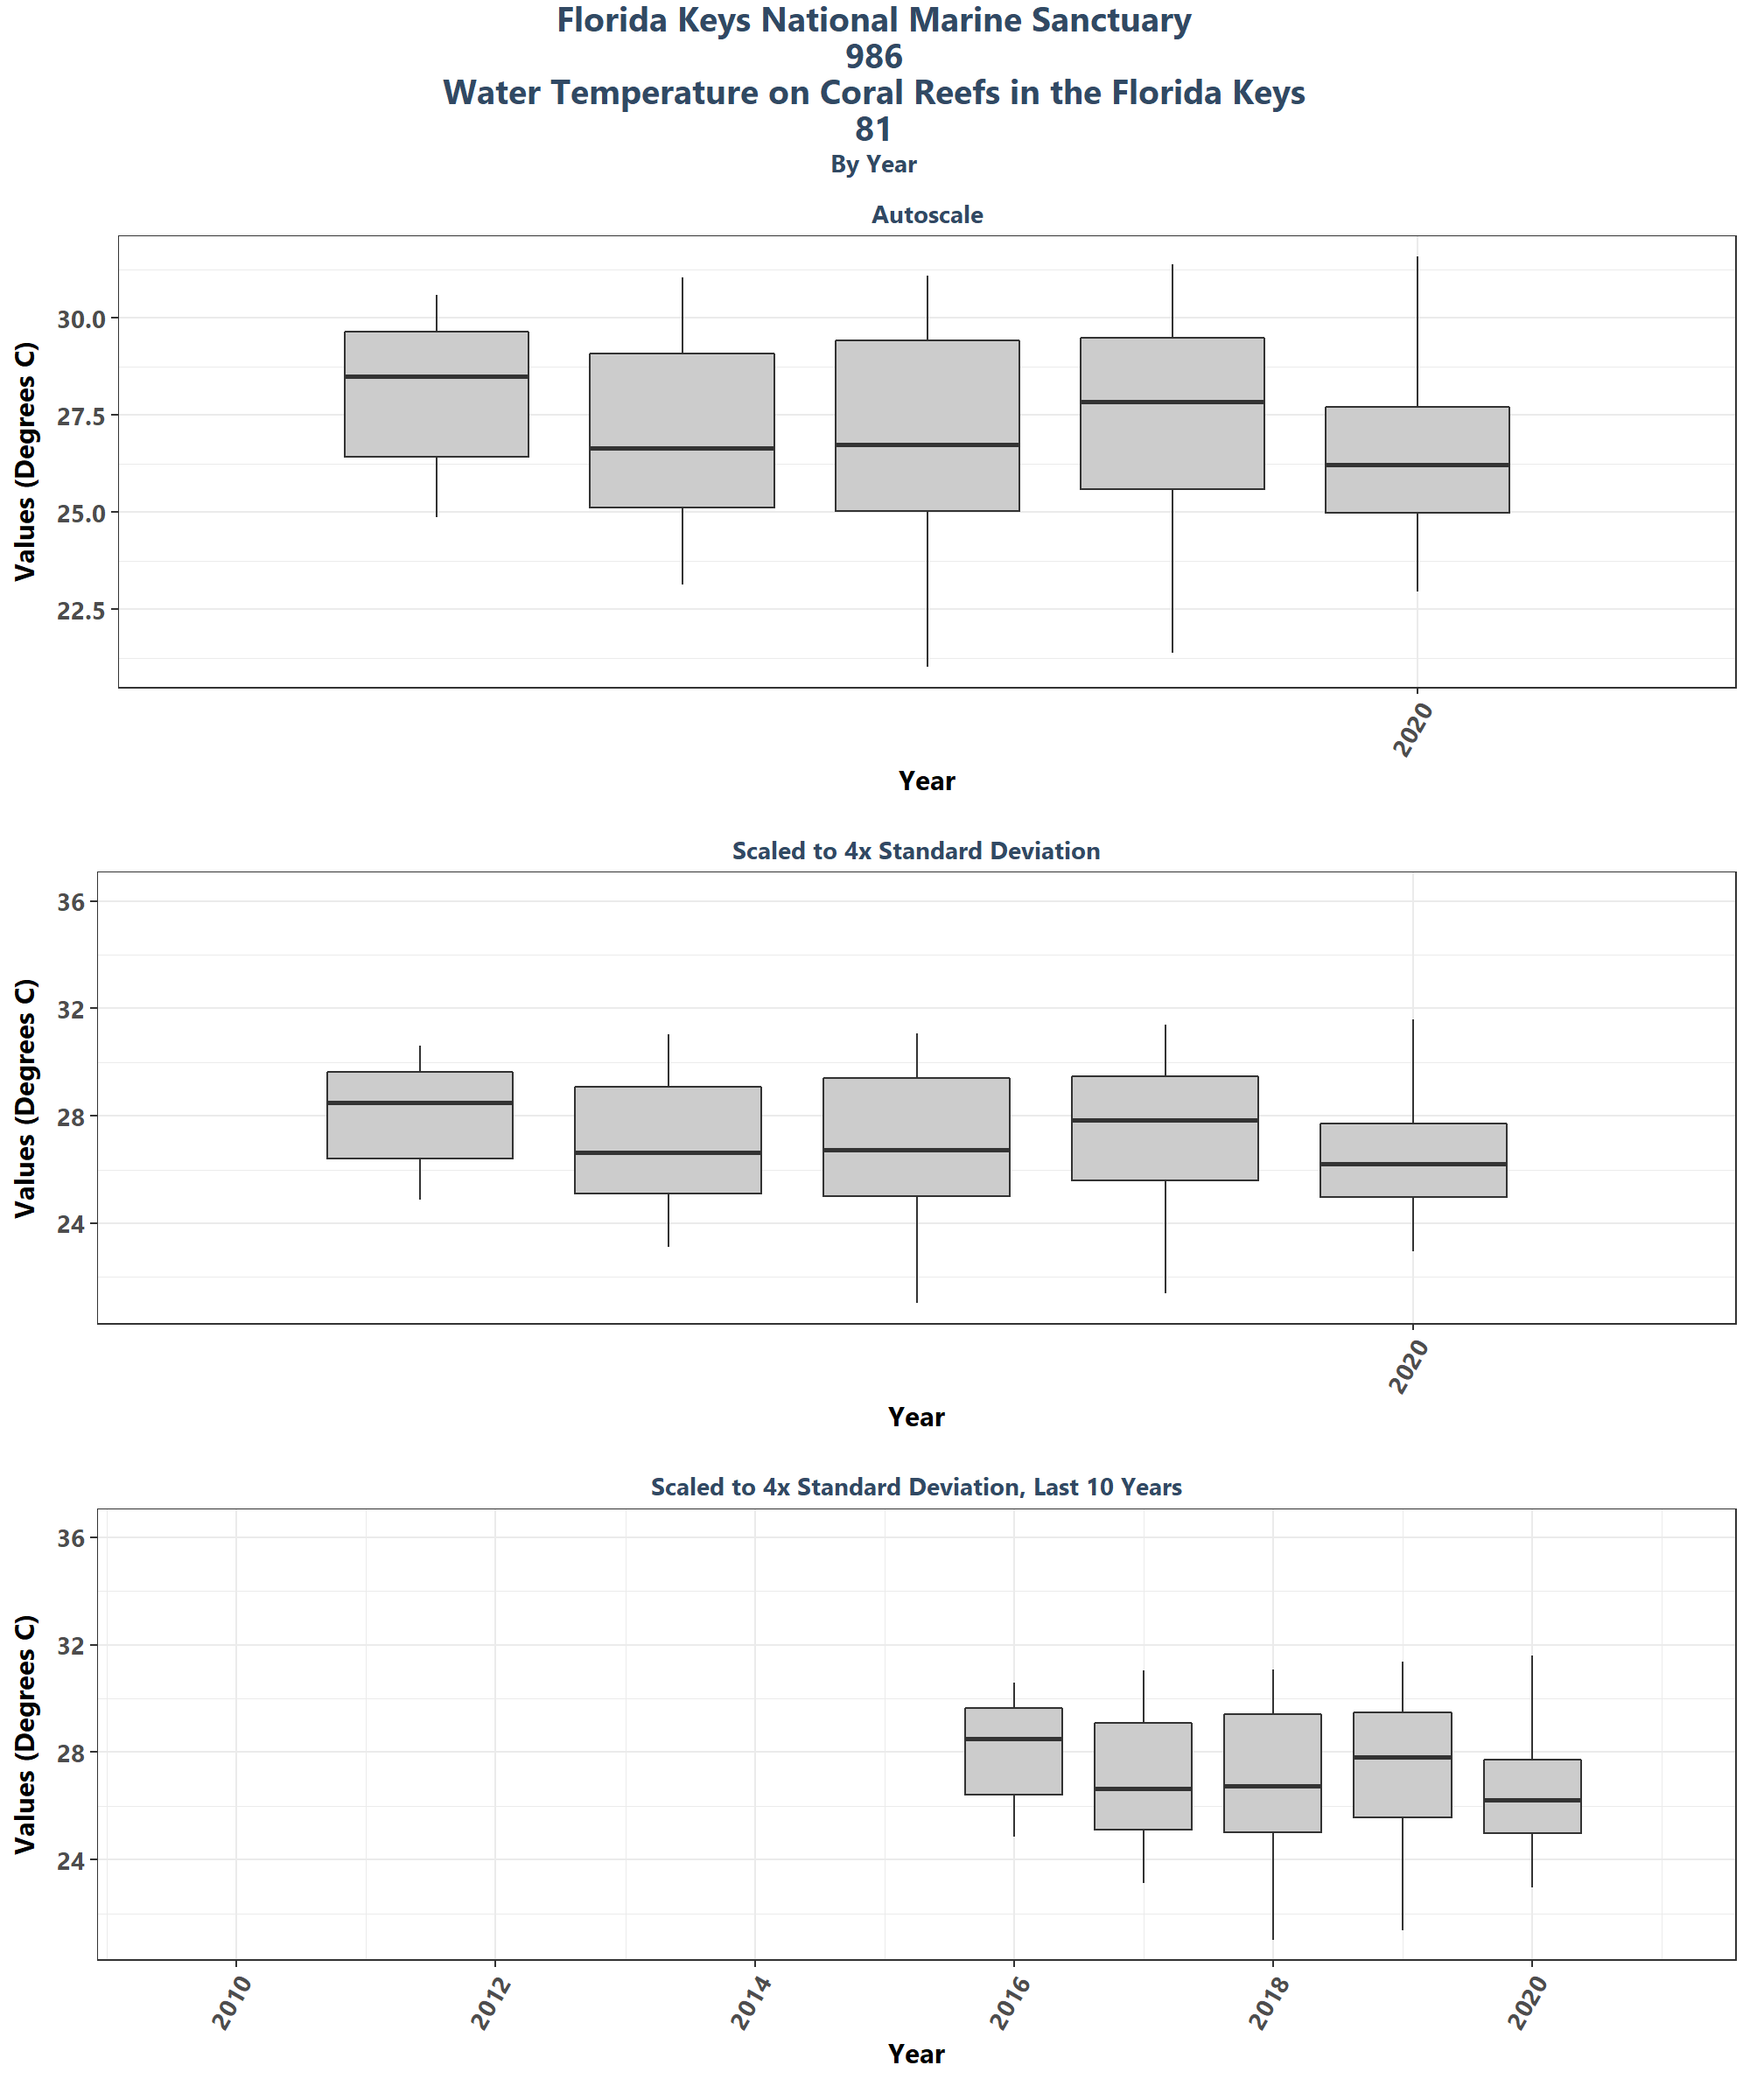 Florida Keys National Marine Sanctuary
986
Water Temperature on Coral Reefs in the Florida Keys
81
By Year
Autoscale
Values (Degrees C)
30.0
27.5
25.0
22.5
2020
Year
Scaled to 4x Standard Deviation
Values (Degrees C)
36
32
28
24
2020
Year
Scaled to 4x Standard Deviation, Last 10 Years
Values (Degrees C)
36
32
28
24
2010 2012 2014 2016 2018 2020
Year